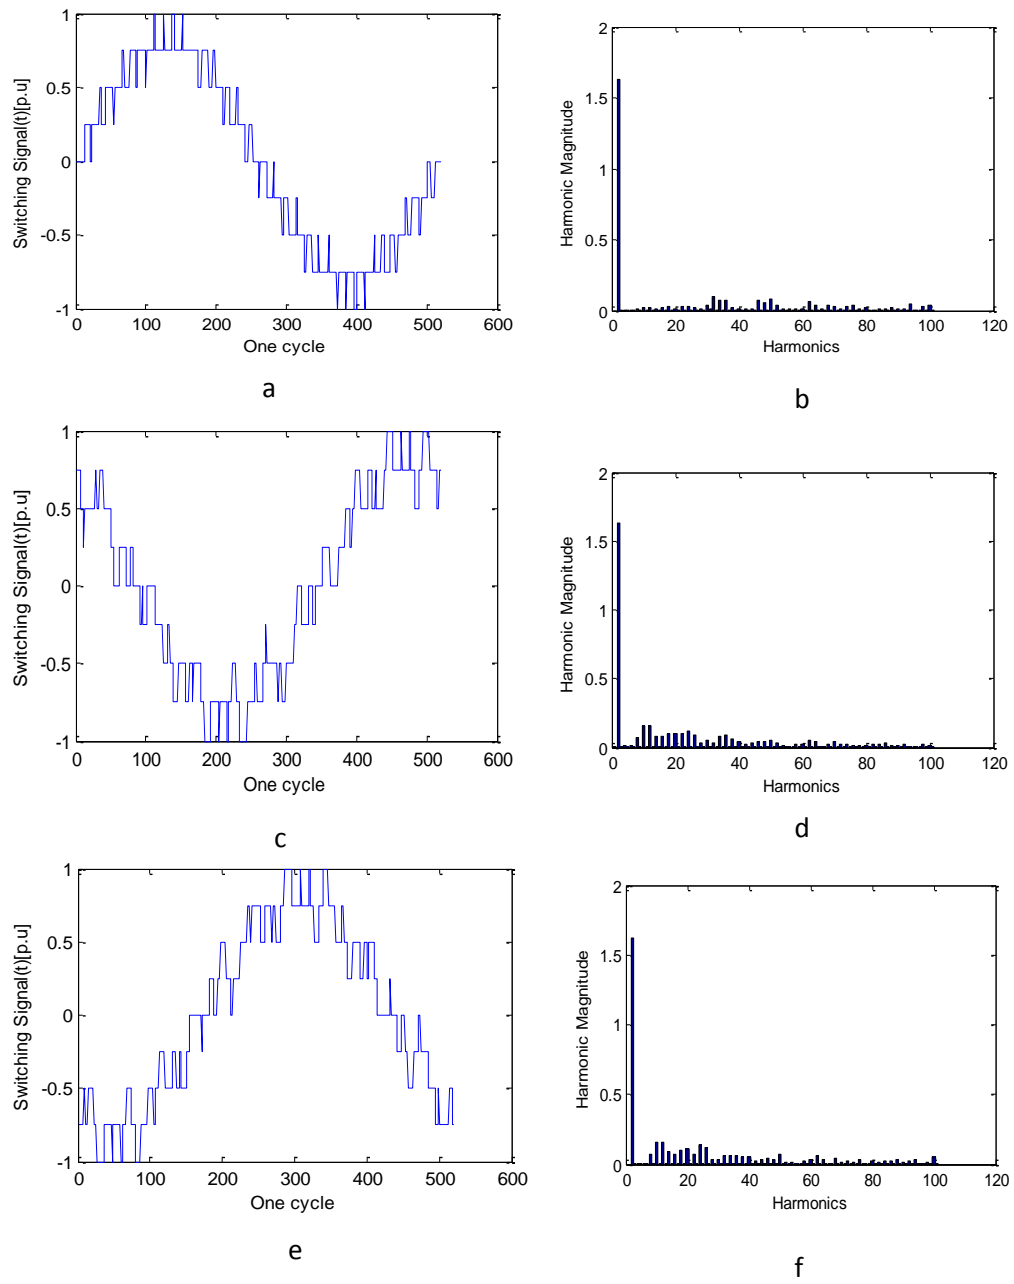 1
0.5
0
-0.5
-1
0 100 200 300 400 500 600
Switching Signal(t)[p.u]
One cycle
a
2
1.5
1
0.5
0
0 20 40 60 80 100 120
Harmonic Magnitude
Harmonics
b
1
0.5
0
-0.5
-1
0 100 200 300 400 500 600
Switching Signal(t)[p.u]
One cycle
c
2
1.5
1
0.5
0
0 20 40 60 80 100 120
Harmonic Magnitude
Harmonics
d
1
0.5
0
-0.5
-1
0 100 200 300 400 500 600
Switching Signal(t)[p.u]
One cycle
e
2
1.5
1
0.5
0
0 20 40 60 80 100 120
Harmonic Magnitude
Harmonics
f